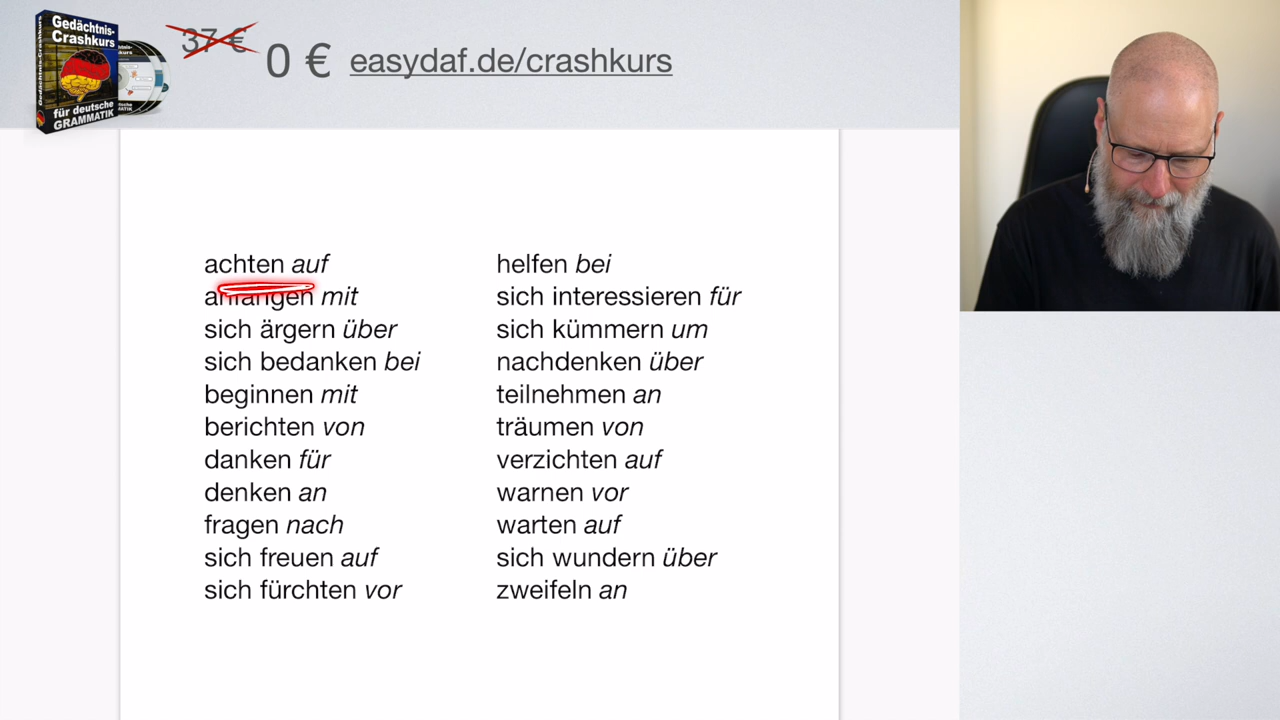 Gedächtnis-
Crashkurs
für deutsche
GRAMMATIK
37 €
0 €
easydaf.de/crashkurs
achten auf
anfangen mit
sich ärgern über
sich bedanken bei
beginnen mit
berichten von
danken für
denken an
fragen nach
sich freuen auf
sich fürchten vor
helfen bei
sich interessieren für
sich kümmern um
nachdenken über
teilnehmen an
träumen von
verzichten auf
warnen vor
warten auf
sich wundern über
zweifeln an